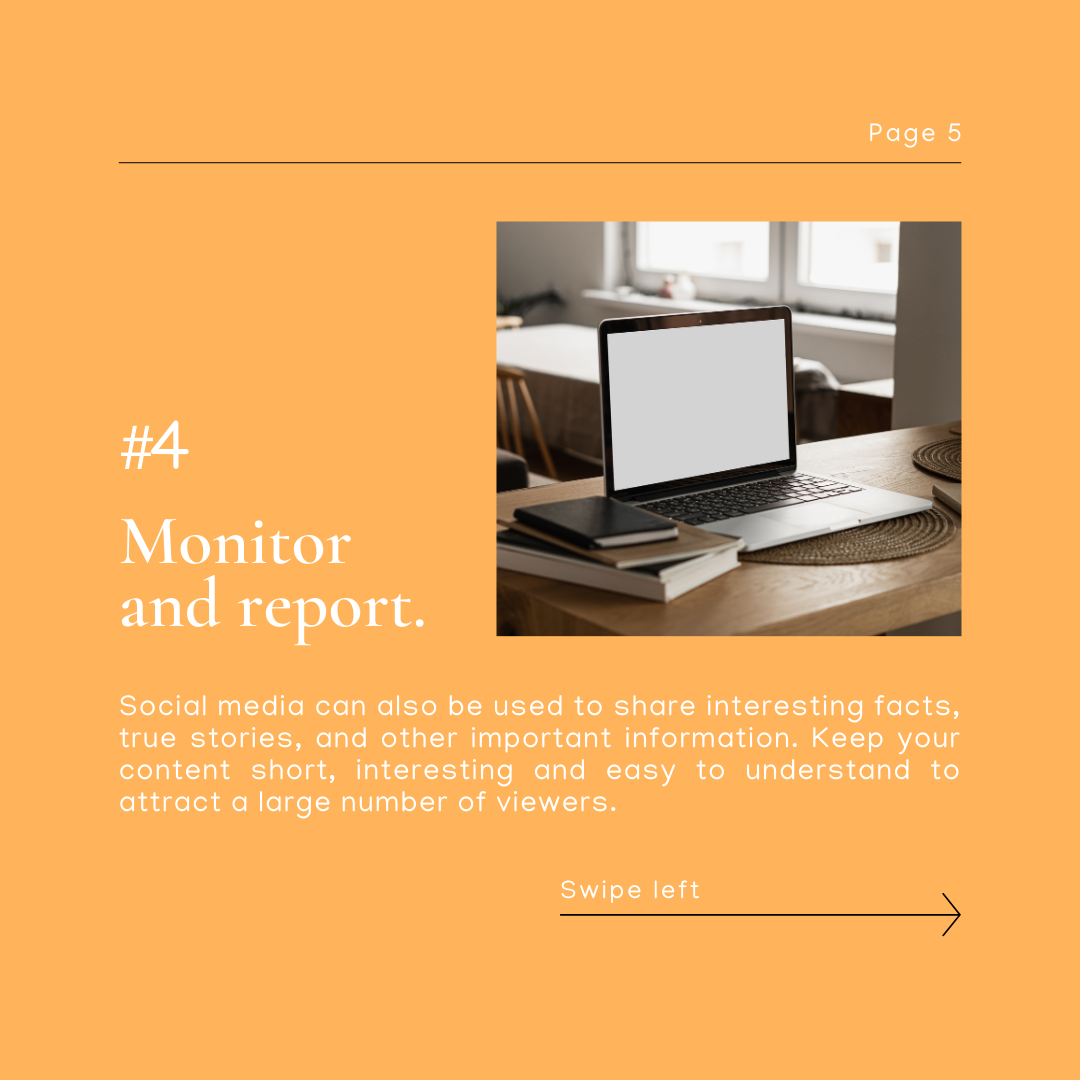 Page 5
#4
Monitor
and report.
Social media can also be used to share interesting facts,
true stories, and other important information. Keep your
content short, interesting and easy to understand to
attract a large number of viewers.
Swipe left